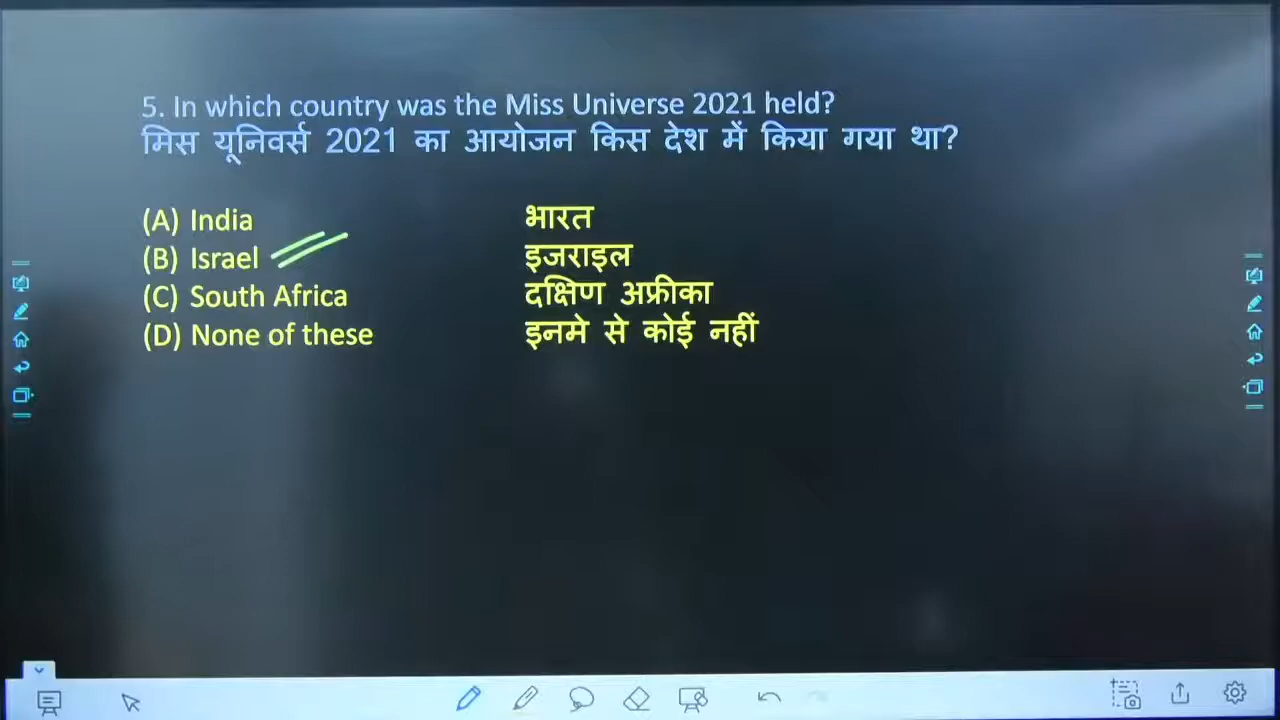 5. In which country was the Miss Universe 2021 held?
मिस यूनिवर्स 2021 का आयोजन किस देश में किया गया था?
(A) India भारत
(B) Israel इजराइल
(C) South Africa दक्षिण अफ्रीका
(D) None of these इनमे से कोई नहीं